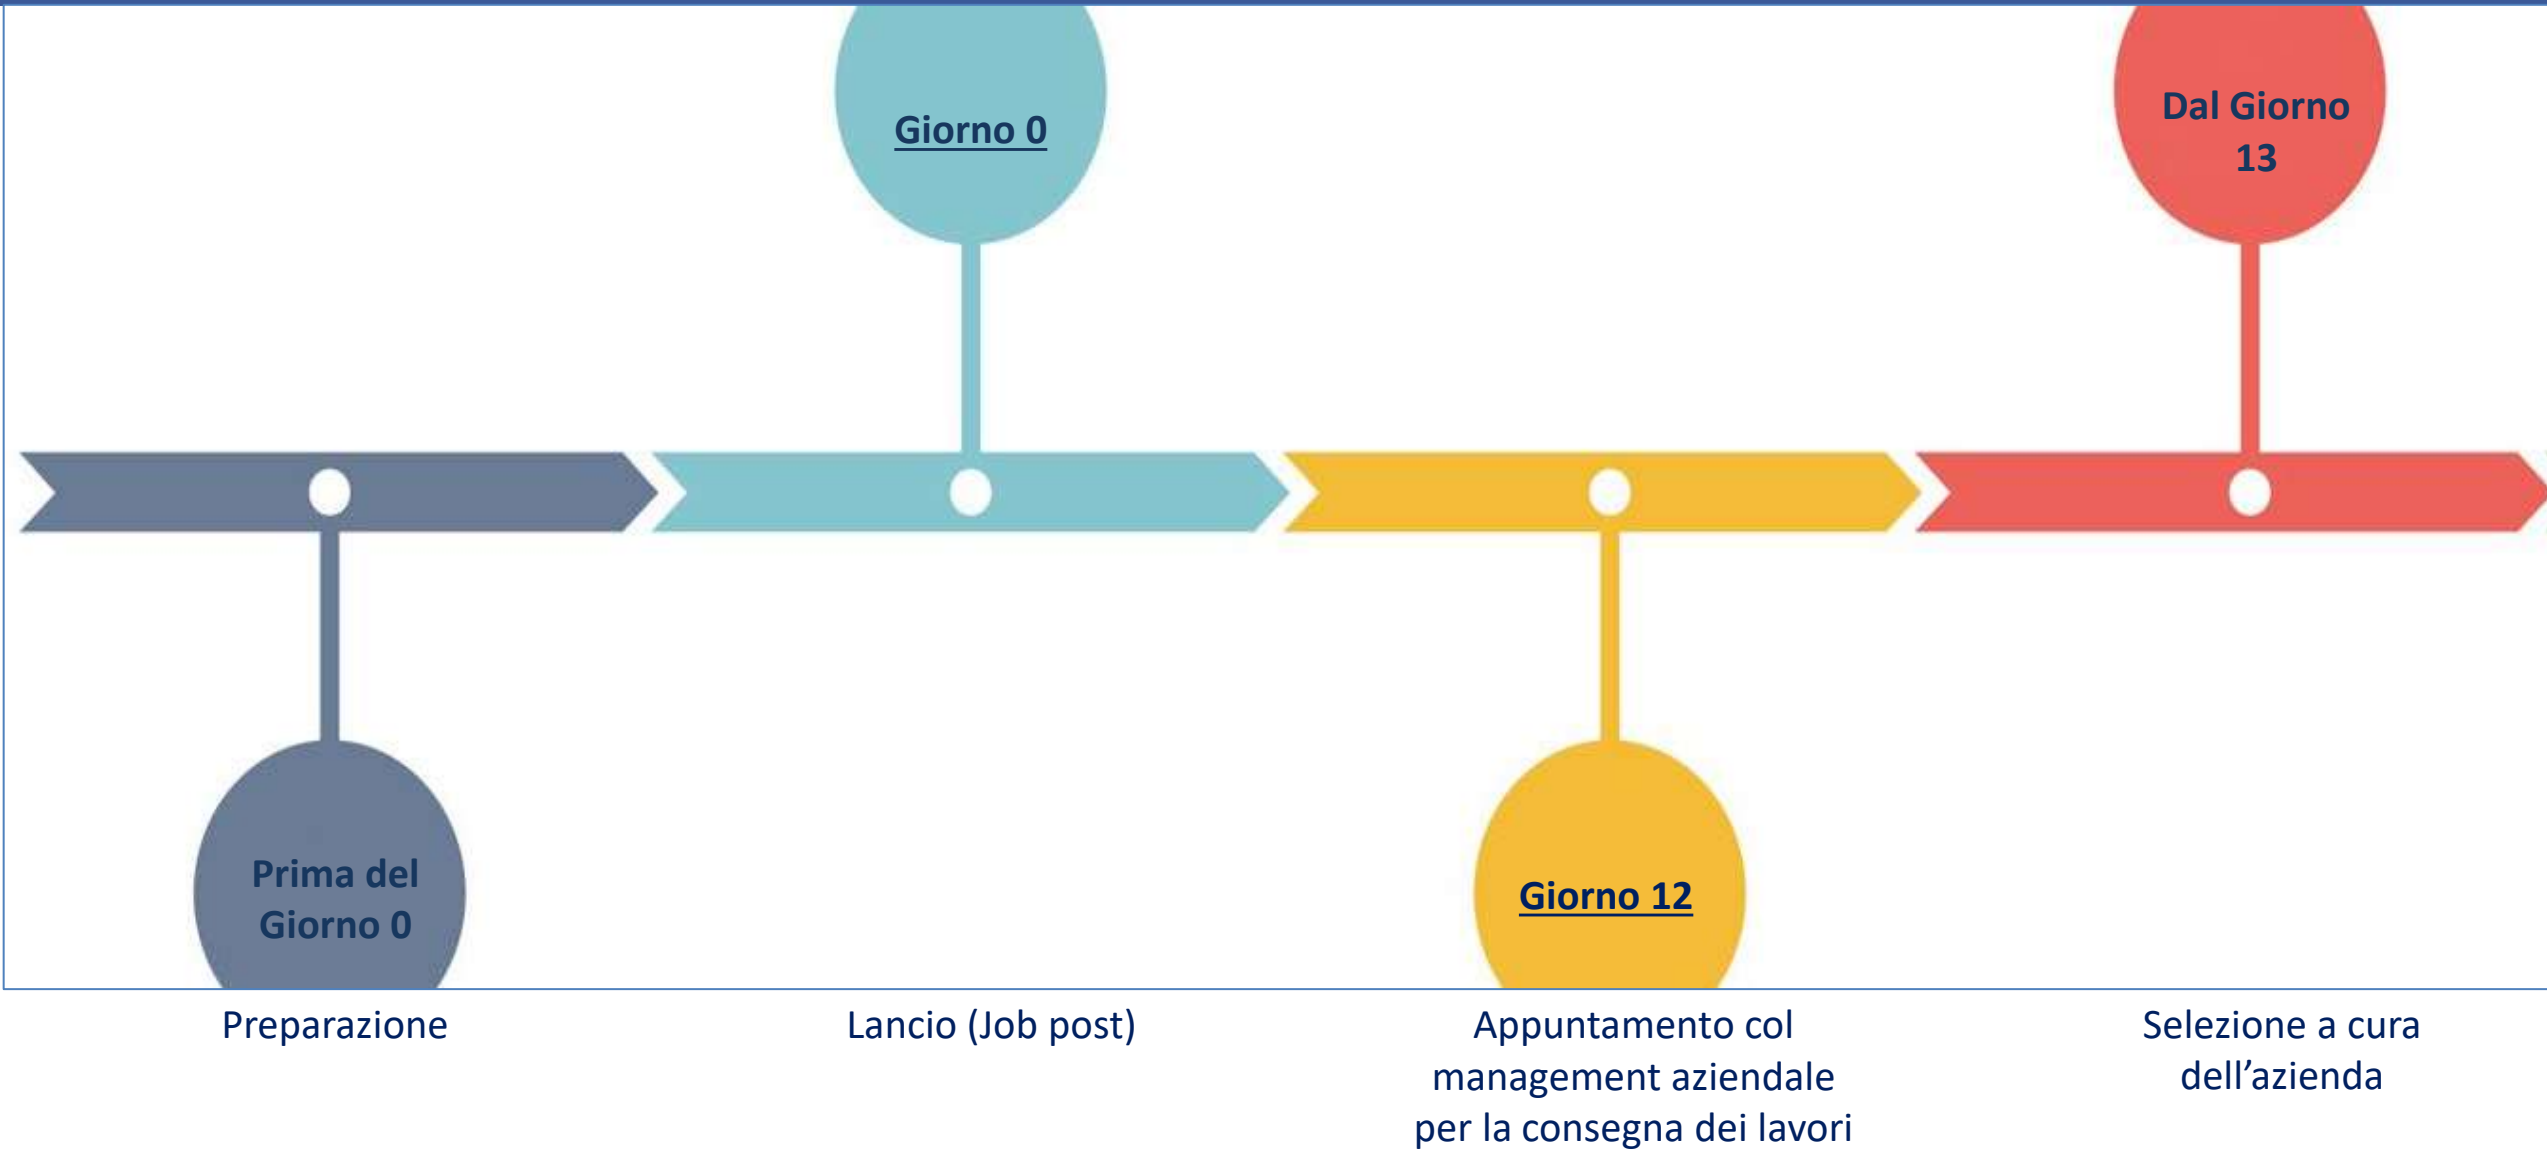 Giorno 0
Dal Giorno
13
Prima del
Giorno 0
Giorno 12
Preparazione
Lancio (Job post)
Appuntamento col
management aziendale
per la consegna dei lavori
Selezione a cura
dell’azienda